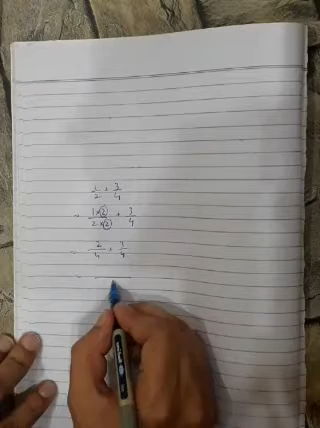 1/2 + 3/4
= 1×2/2×2 + 3/4
= 2/4 + 3/4
=